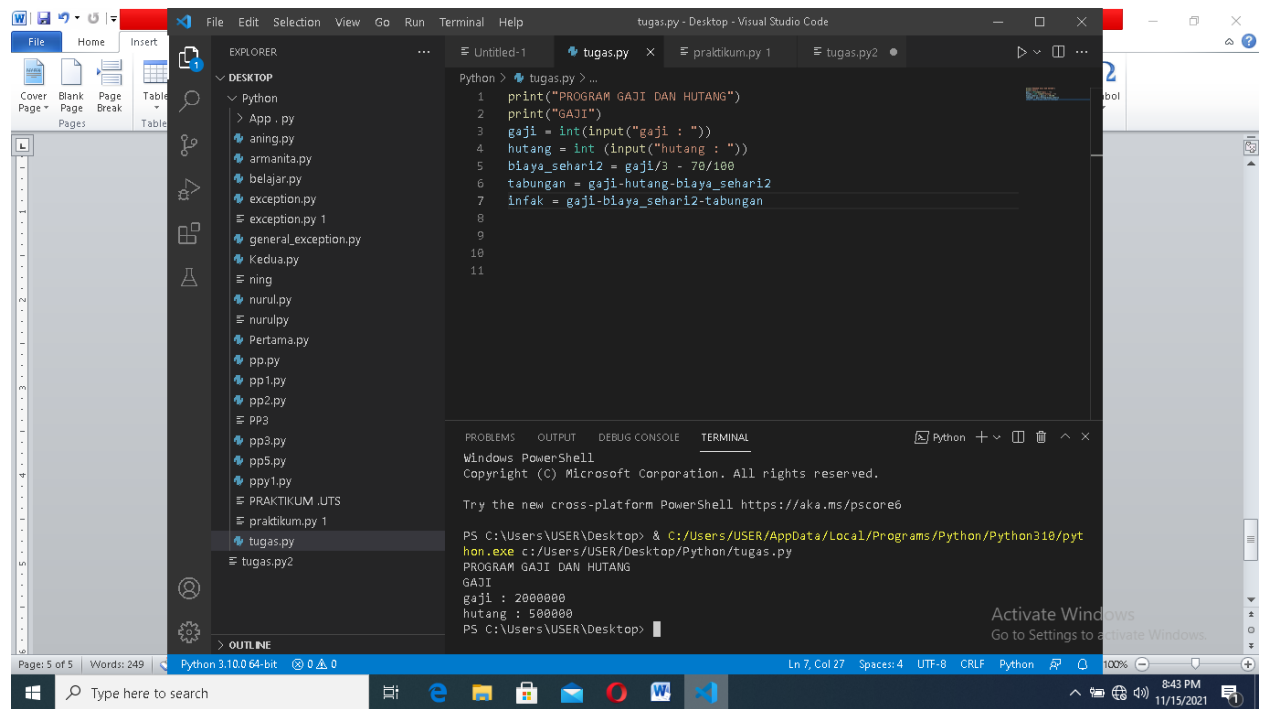 File Edit Selection View Go Run Terminal Help tugas.py - Desktop - Visual Studio Code
File Home Insert
Cover Page Blank Page Page Break Table
Pages Table
bol
EXPLORER
DESKTOP
Python
App . py
aning.py
armanita.py
belajar.py
exception.py
exception.py 1
general_exception.py
Kedua.py
ning
nurul.py
nurulpy
Pertama.py
pp.py
pp1.py
pp2.py
PP3
pp3.py
pp5.py
ppy1.py
PRAKTIKUM .UTS
praktikum.py 1
tugas.py
tugas.py2
OUTLINE
Untitled-1 tugas.py praktikum.py 1 tugas.py2
Python > tugas.py > ...
1 print("PROGRAM GAJI DAN HUTANG")
2 print("GAJI")
3 gaji = int(input("gaji : "))
4 hutang = int (input("hutang : "))
5 biaya_sehari2 = gaji/3 - 70/100
6 tabungan = gaji-hutang-biaya_sehari2
7 infak = gaji-biaya_sehari2-tabungan
8
9
10
11
PROBLEMS OUTPUT DEBUG CONSOLE TERMINAL Python
Windows PowerShell
Copyright (C) Microsoft Corporation. All rights reserved.
Try the new cross-platform PowerShell https://aka.ms/pscore6
PS C:\Users\USER\Desktop> & C:/Users/USER/AppData/Local/Programs/Python/Python310/pyt
hon.exe c:/Users/USER/Desktop/Python/tugas.py
PROGRAM GAJI DAN HUTANG
GAJI
gaji : 2000000
hutang : 500000
PS C:\Users\USER\Desktop>
Activate Windows
Go to Settings to activate Windows.
Page: 5 of 5 Words: 249 Python 3.10.0 64-bit 0 0 Ln 7, Col 27 Spaces: 4 UTF-8 CRLF Python 100%
Type here to search
8:43 PM
11/15/2021